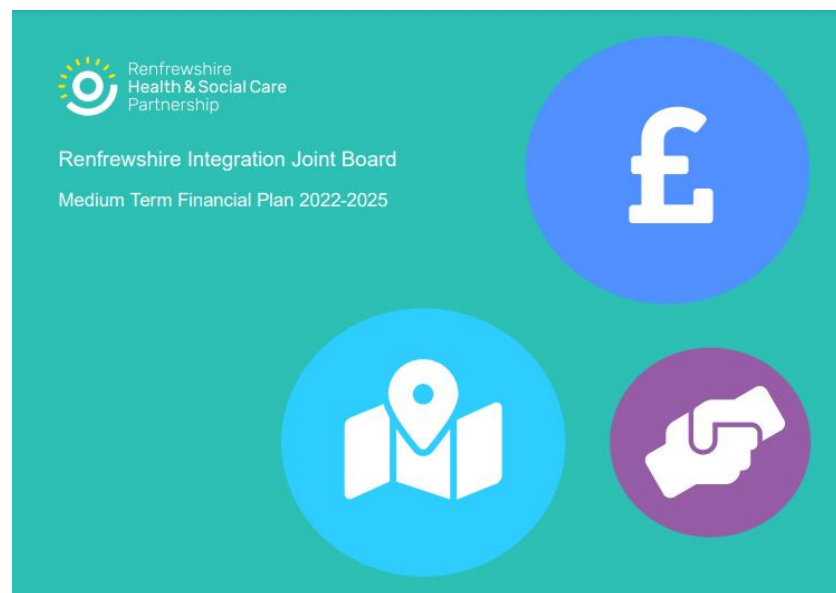 Renfrewshire
Health & Social Care
Partnership
Renfrewshire Integration Joint Board
Medium Term Financial Plan 2022-2025
£